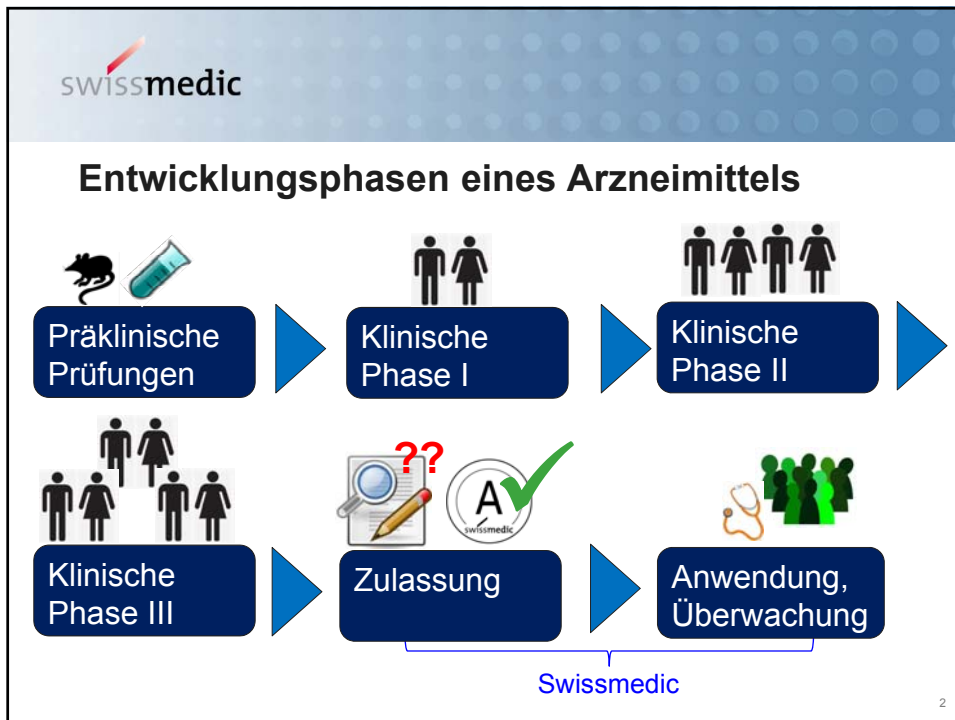 swissmedic
Entwicklungsphasen eines Arzneimittels
Präklinische
Prüfungen
Klinische
Phase I
Klinische
Phase II
Klinische
Phase III
??
A
swissmedic
Zulassung
Anwendung,
Überwachung
Swissmedic
2